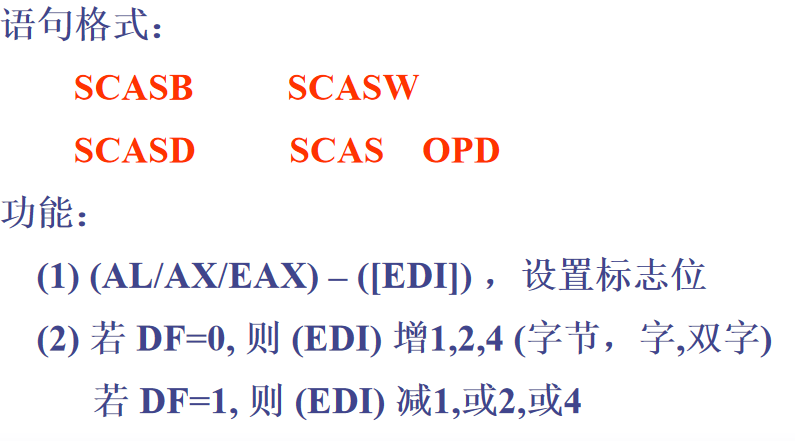 语句格式：
SCASB SCASW
SCASD SCAS OPD
功能：
(1) (AL/AX/EAX) – ([EDI]) ，设置标志位
(2) 若 DF=0, 则 (EDI) 增1,2,4 (字节，字,双字)
若 DF=1, 则 (EDI) 减1,或2,或4